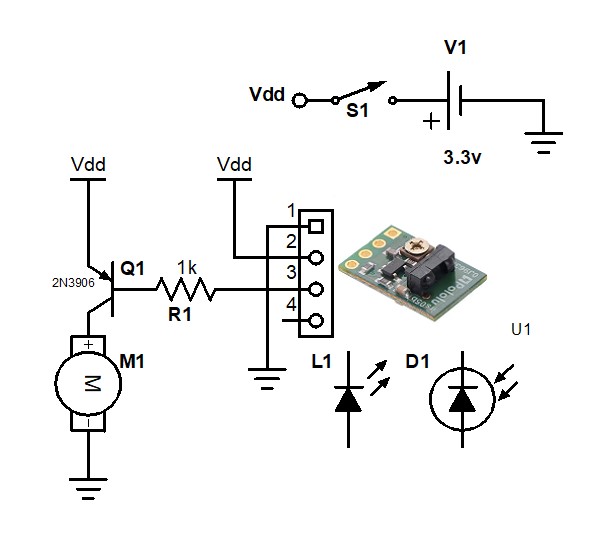 V1
Vdd
S1
+
3.3v
Vdd
Vdd
1
2
3
4
Q1
2N3906
1k
R1
Pololu
U1
+
M1
M
−
L1
D1